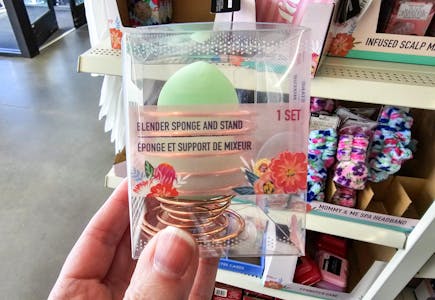 INFUSED SCALP M
BLENDER SPONGE AND STAND
1 SET
ÉPONGE ET SUPPORT DE MIXEUR
MOMMY & ME SPA HEADBAND